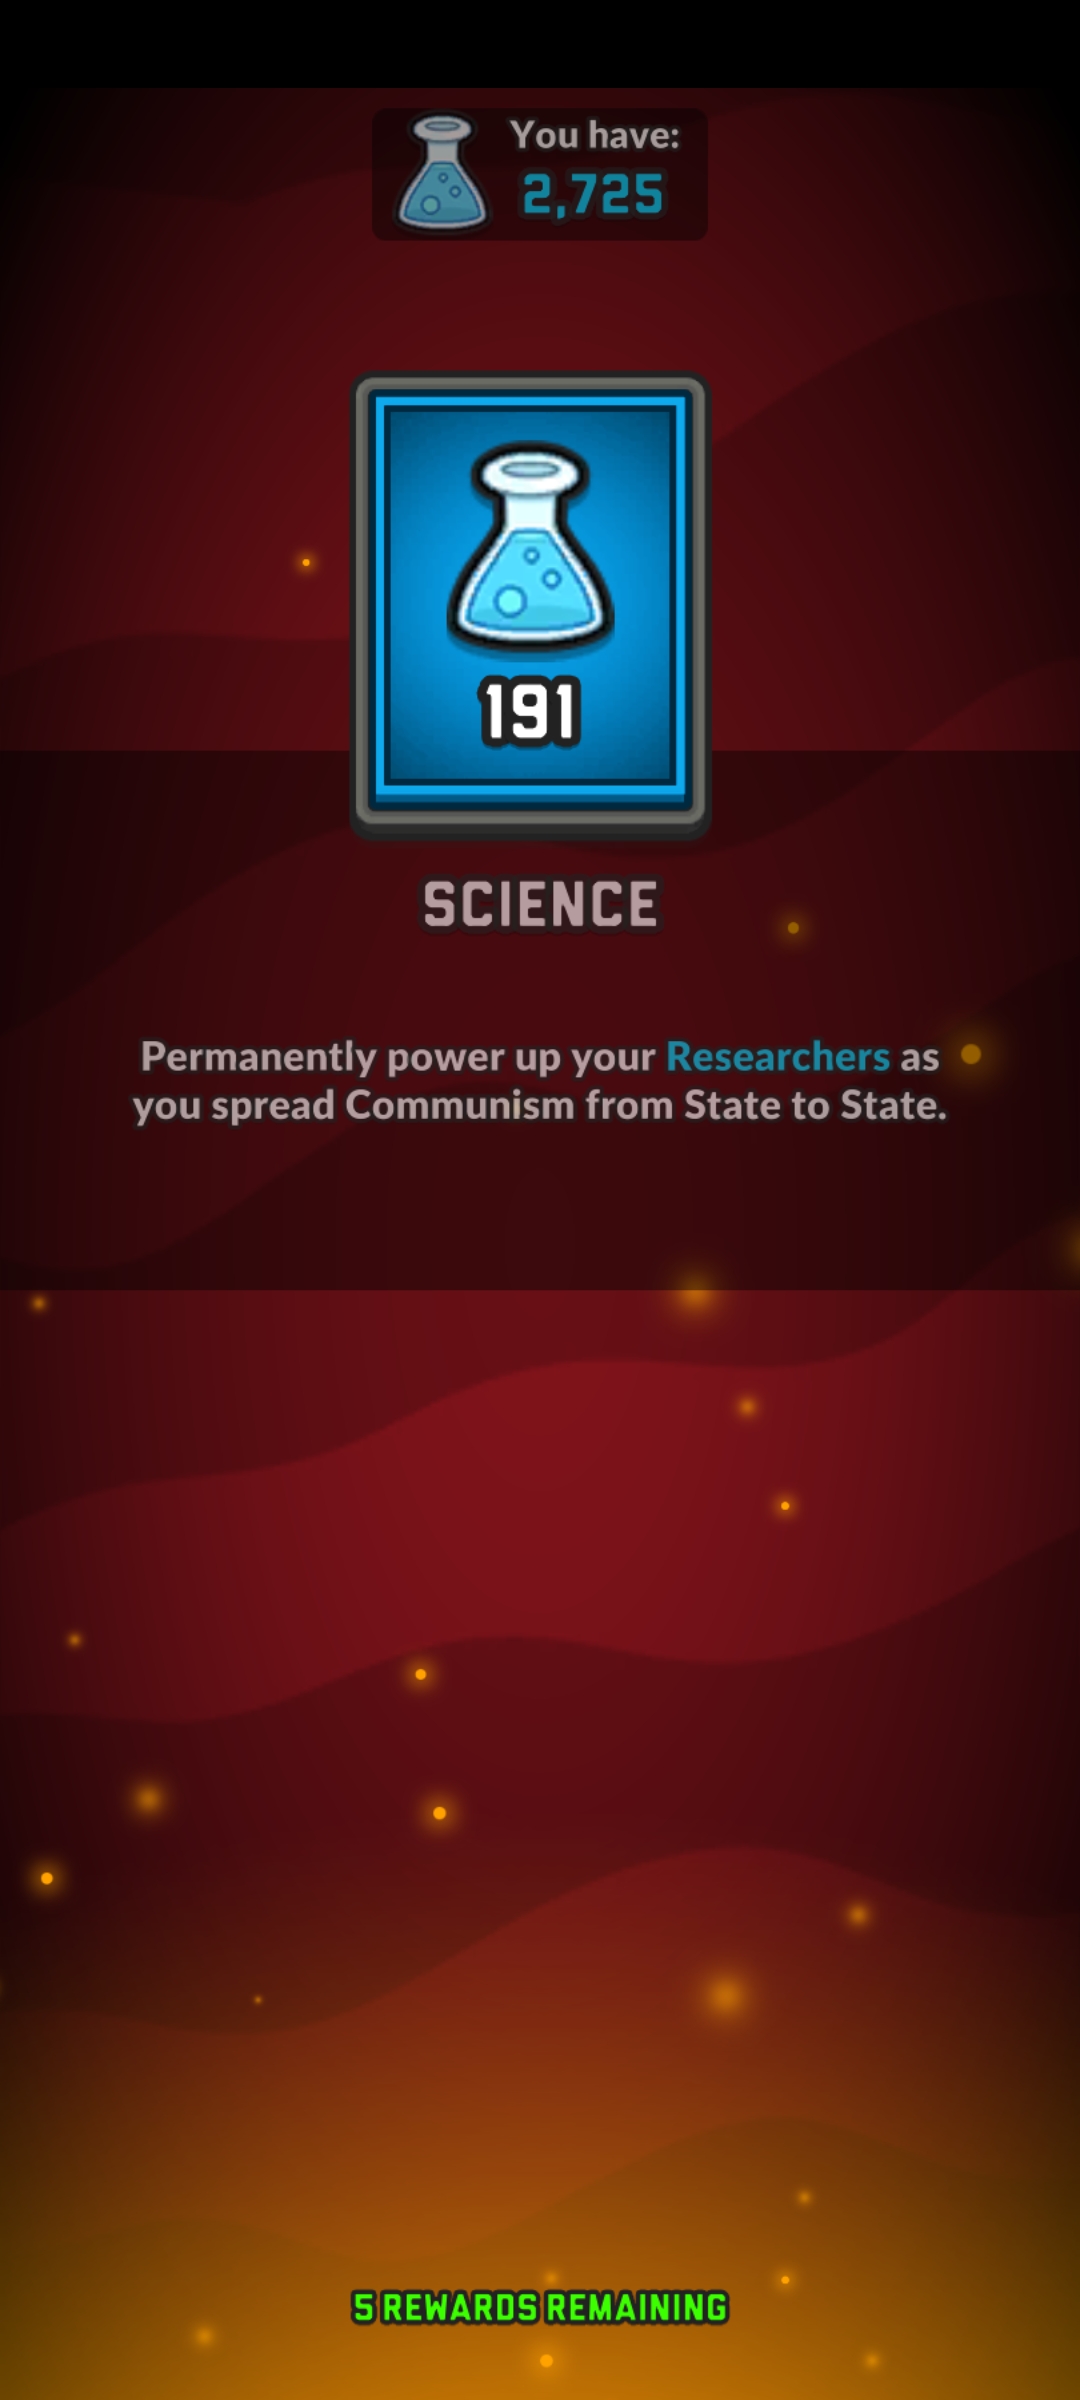 You have:
2,725
191
SCIENCE
Permanently power up your Researchers as
you spread Communism from State to State.
5 REWARDS REMAINING